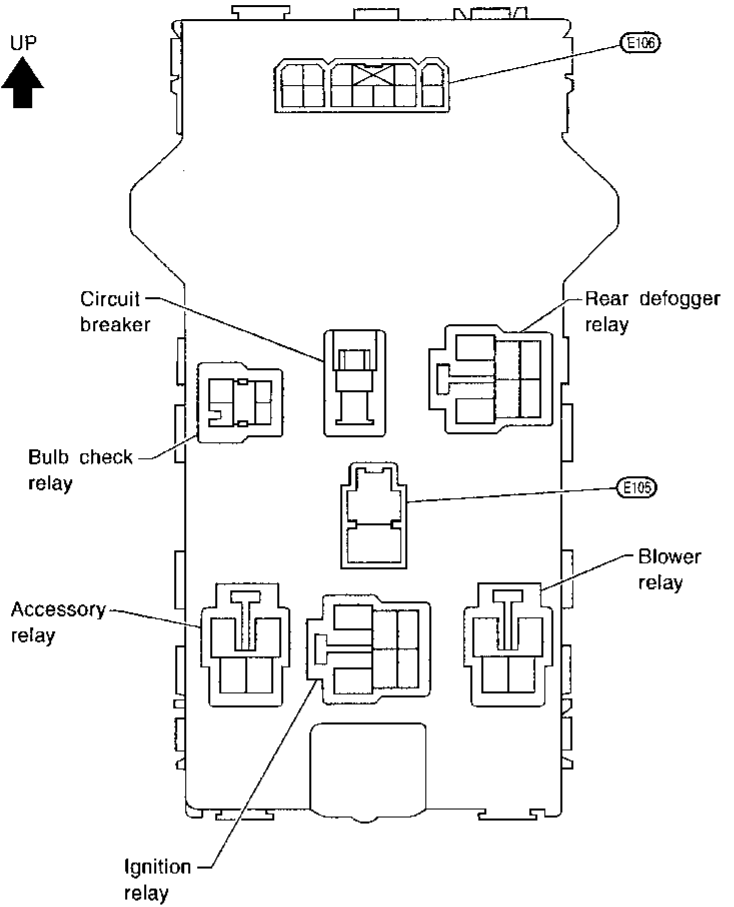 UP
E106
Circuit
breaker
Rear defogger
relay
Bulb check
relay
E105
Blower
relay
Accessory
relay
Ignition
relay